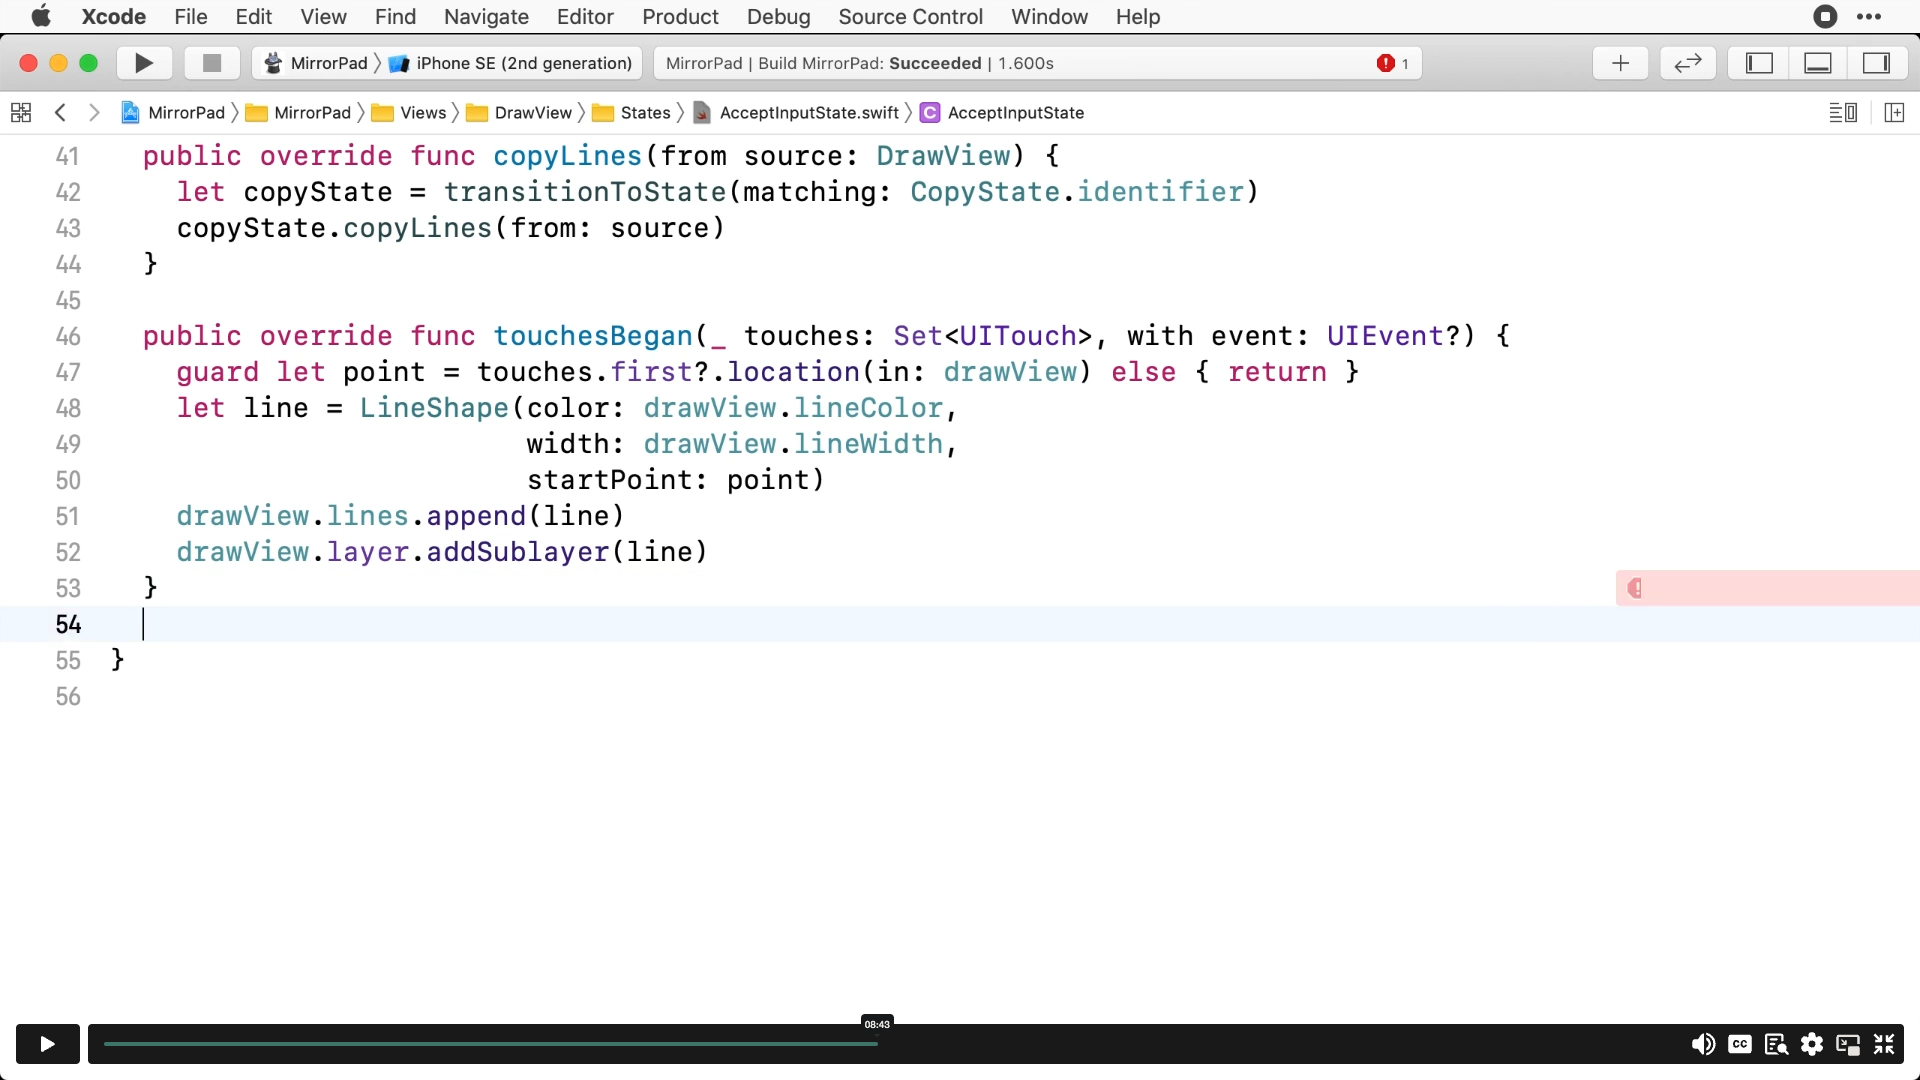 Xcode File Edit View Find Navigate Editor Product Debug Source Control Window Help
MirrorPad iPhone SE (2nd generation) MirrorPad | Build MirrorPad: Succeeded | 1.600s 1
MirrorPad MirrorPad Views DrawView States AcceptInputState.swift C AcceptInputState
41 public override func copyLines(from source: DrawView) {
42 let copyState = transitionToState(matching: CopyState.identifier)
43 copyState.copyLines(from: source)
44 }
45
46 public override func touchesBegan(_ touches: Set<UITouch>, with event: UIEvent?) {
47 guard let point = touches.first?.location(in: drawView) else { return }
48 let line = LineShape(color: drawView.lineColor,
49 width: drawView.lineWidth,
50 startPoint: point)
51 drawView.lines.append(line)
52 drawView.layer.addSublayer(line)
53 }
54
55 }
56
08:43
CC